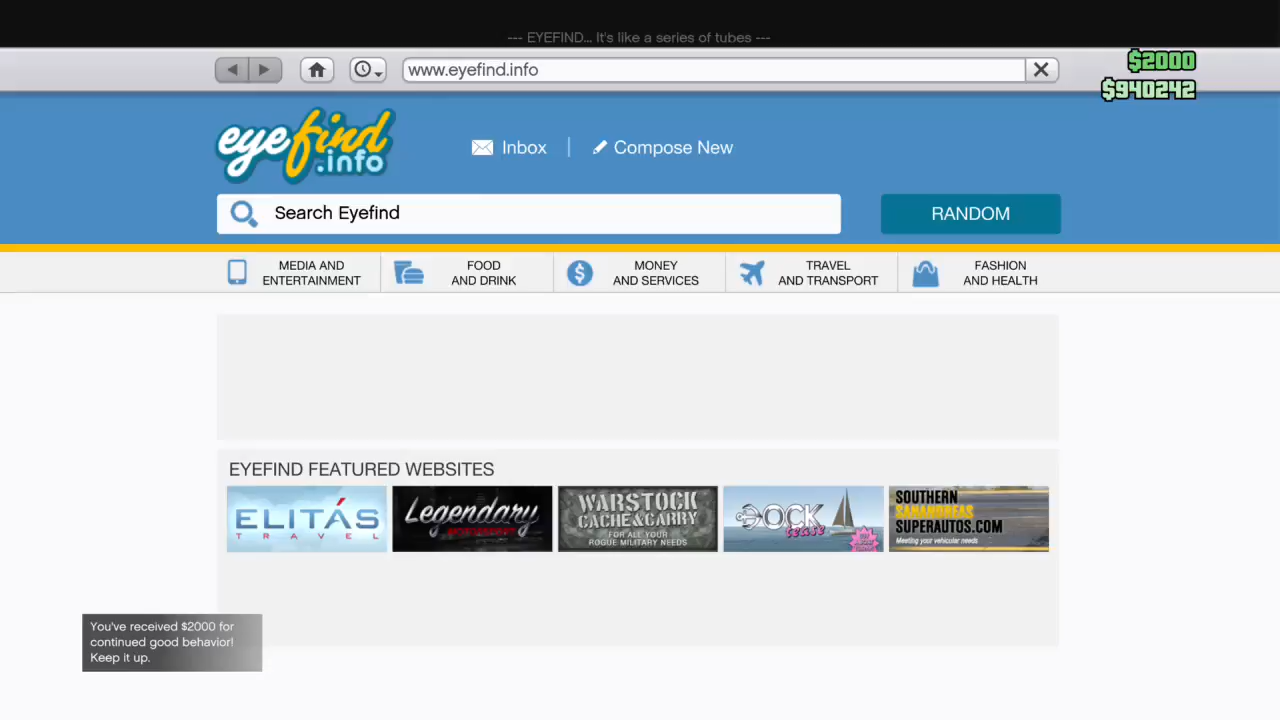 --- EYEFIND... It's like a series of tubes ---
www.eyefind.info
$2000
$940242
eyefind.info
Inbox
Compose New
Search Eyefind
RANDOM
MEDIA AND
ENTERTAINMENT
FOOD
AND DRINK
MONEY
AND SERVICES
TRAVEL
AND TRANSPORT
FASHION
AND HEALTH
EYEFIND FEATURED WEBSITES
ELITÁS
TRAVEL
Legendary
MOTORSPORT
WARSTOCK
CACHE&CARRY
FOR ALL YOUR
ROGUE MILITARY NEEDS
DOCK
tease
SOUTHERN
SANANDREAS
SUPERAUTOS.COM
Meeting your vehicular needs
You've received $2000 for
continued good behavior!
Keep it up.